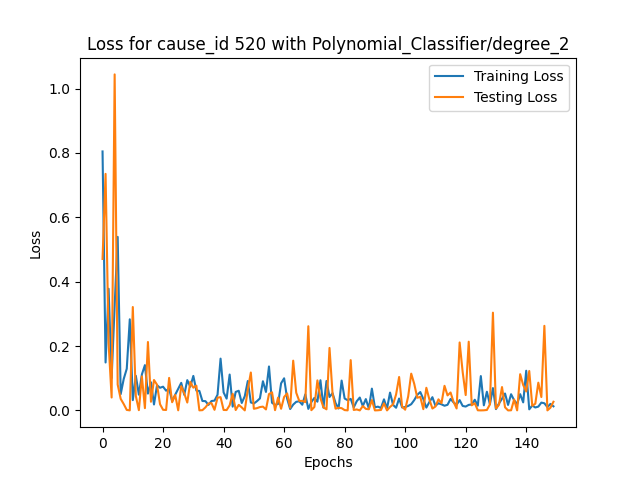 Loss for cause_id 520 with Polynomial_Classifier/degree_2
Training Loss
Testing Loss
Loss
1.0
0.8
0.6
0.4
0.2
0.0
0 20 40 60 80 100 120 140
Epochs